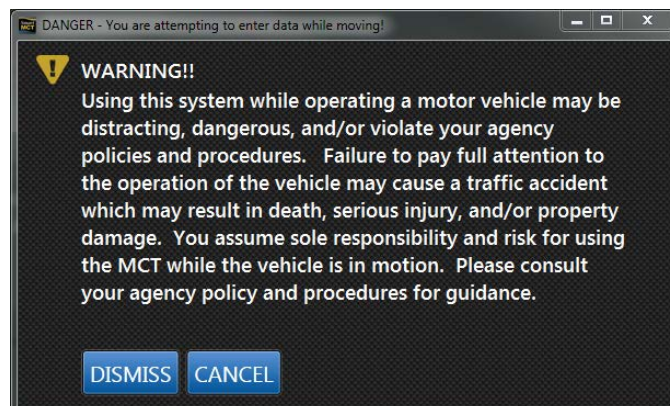 DANGER - You are attempting to enter data while moving!
WARNING!!
Using this system while operating a motor vehicle may be
distracting, dangerous, and/or violate your agency
policies and procedures.   Failure to pay full attention to
the operation of the vehicle may cause a traffic accident
which may result in death, serious injury, and/or property
damage.  You assume sole responsibility and risk for using
the MCT while the vehicle is in motion.  Please consult
your agency policy and procedures for guidance.
DISMISS CANCEL